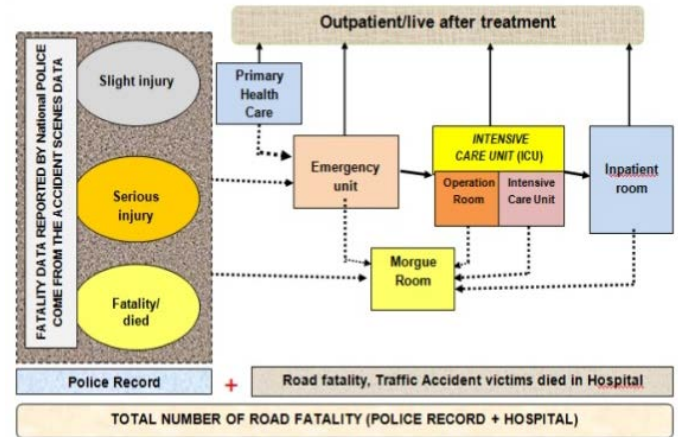 Outpatient/live after treatment
FATALITY DATA REPORTED BY National POLICE
COME FROM THE ACCIDENT SCENES DATA
Slight injury
Serious
injury
Fatality/
died
Primary
Health
Care
Emergency
unit
INTENSIVE
CARE UNIT (ICU)
Operation
Room
Intensive
Care Unit
Inpatient
room
Morgue
Room
Police Record
+
Road fatality, Traffic Accident victims died in Hospital
TOTAL NUMBER OF ROAD FATALITY (POLICE RECORD + HOSPITAL)